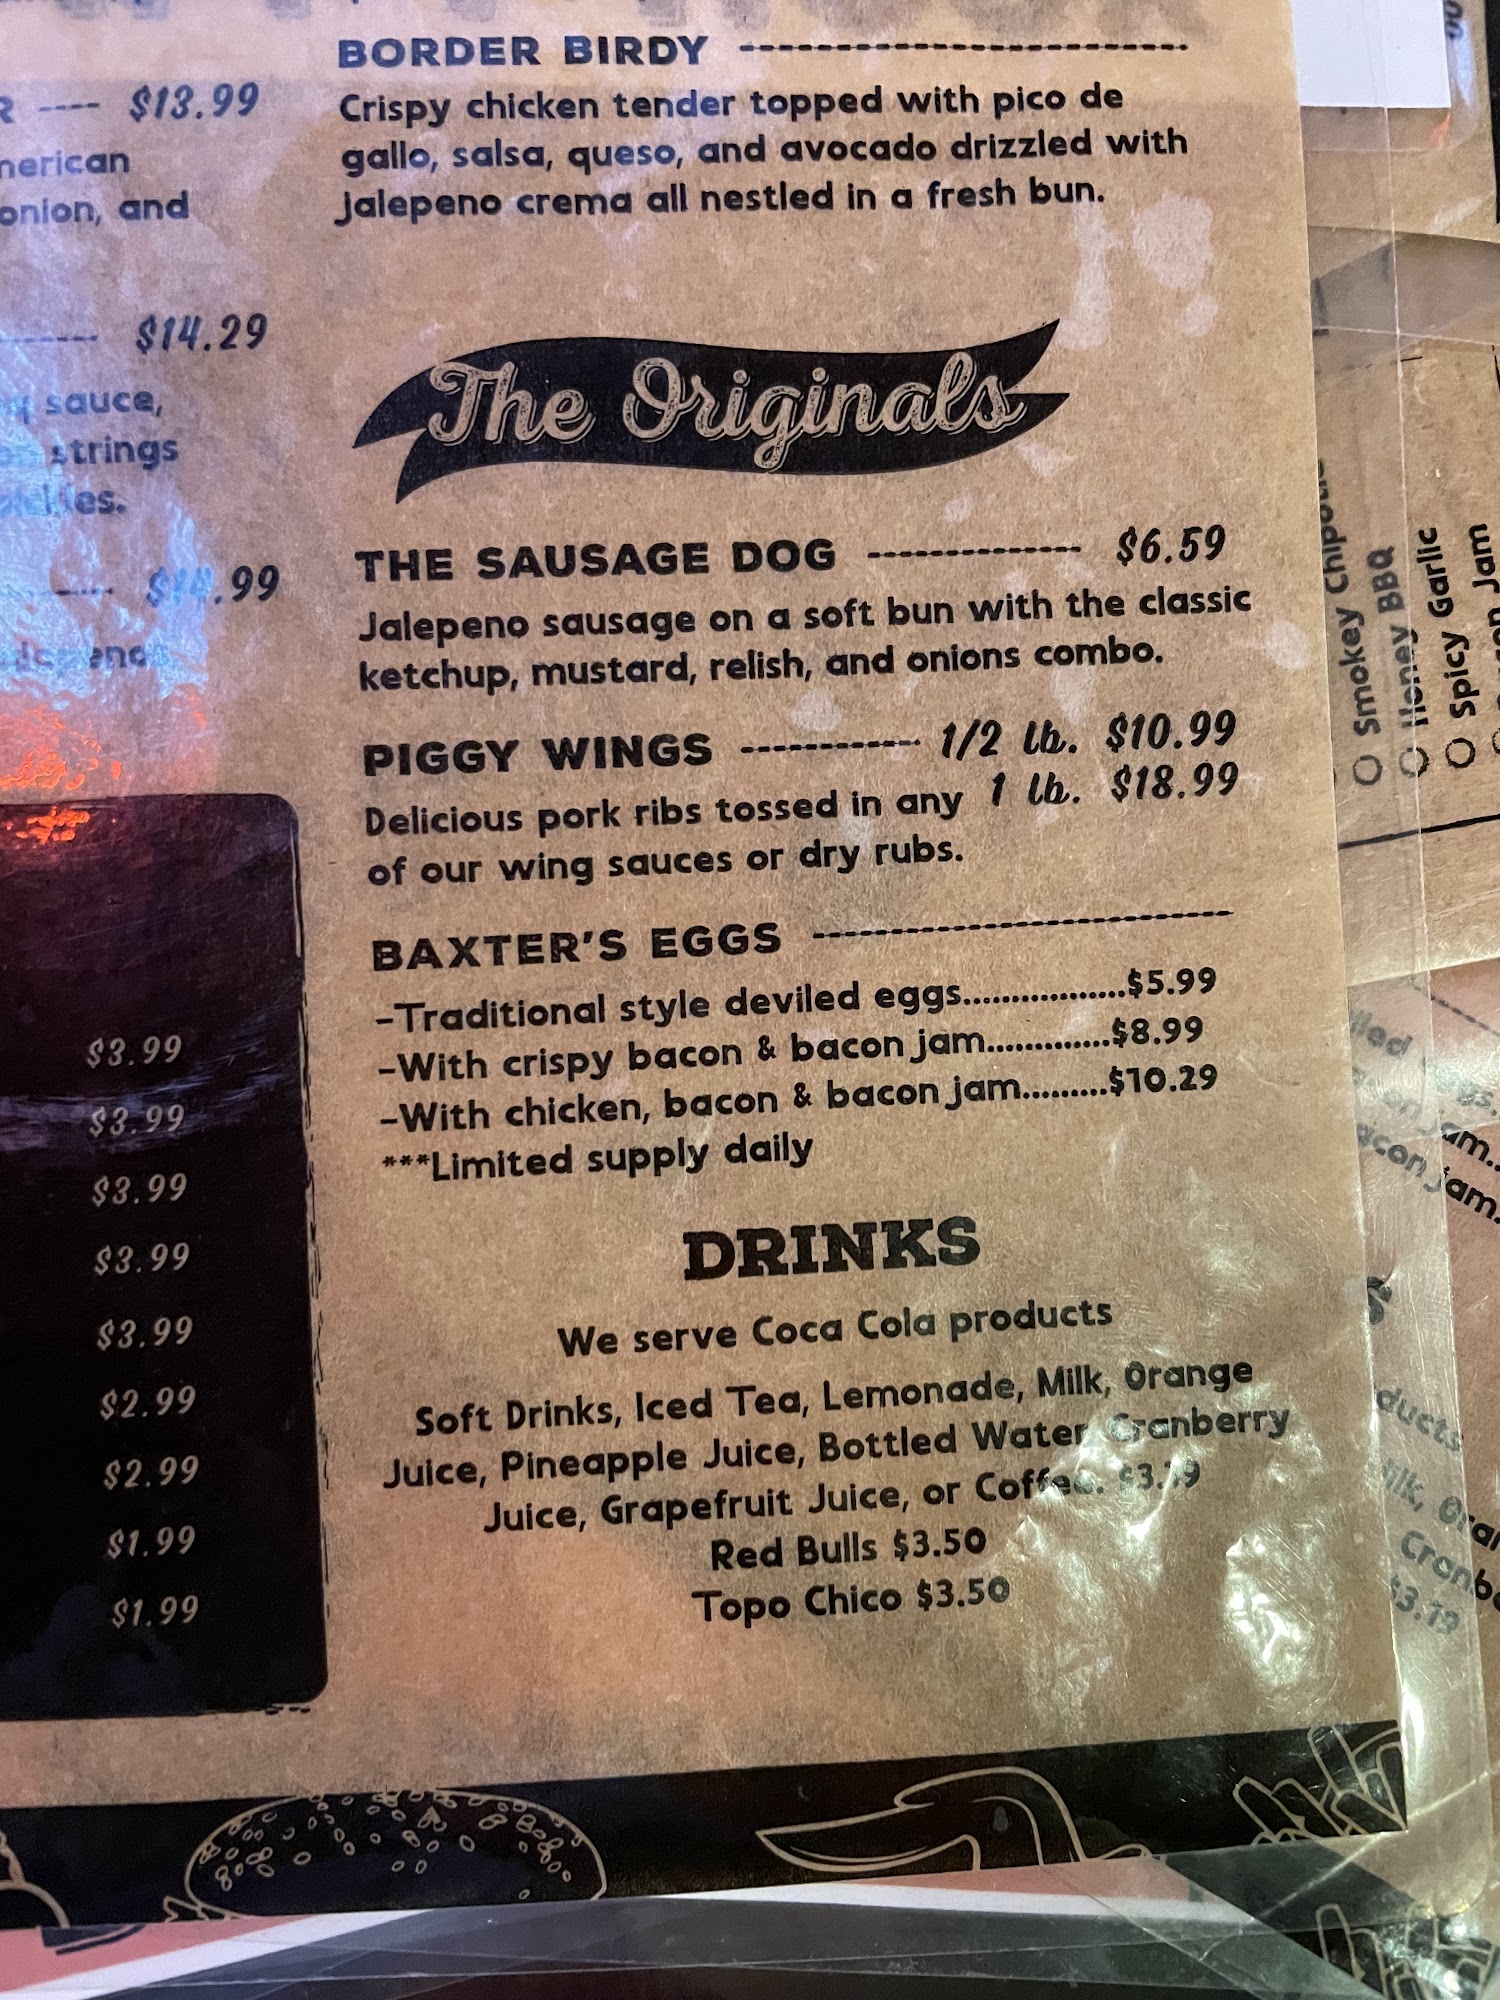 $13.99
onion, and
$14.29
sauce,
strings
.99
$3.99
$3.99
$3.99
$3.99
$3.99
$2.99
$2.99
$1.99
$1.99
BORDER BIRDY
Crispy chicken tender topped with pico de
gallo, salsa, queso, and avocado drizzled with
jalepeno crema all nestled in a fresh bun.
The Originals
THE SAUSAGE DOG -------------- $6.59
Jalepeno sausage on a soft bun with the classic
ketchup, mustard, relish, and onions combo.
PIGGY WINGS ------------ 1/2 lb. $10.99
Delicious pork ribs tossed in any 1 lb. $18.99
of our wing sauces or dry rubs.
BAXTER'S EGGS
-Traditional style deviled eggs.................$5.99
-With crispy bacon & bacon jam.............$8.99
-With chicken, bacon & bacon jam.........$10.29
***Limited supply daily
DRINKS
We serve Coca Cola products
Soft Drinks, Iced Tea, Lemonade, Milk, Orange
Juice, Pineapple Juice, Bottled Water, Cranberry
Juice, Grapefruit Juice, or Coffee. $3.19
Red Bulls $3.50
Topo Chico $3.50
Smokey Chipotle
Honey BBQ
Spicy Garlic
Jam